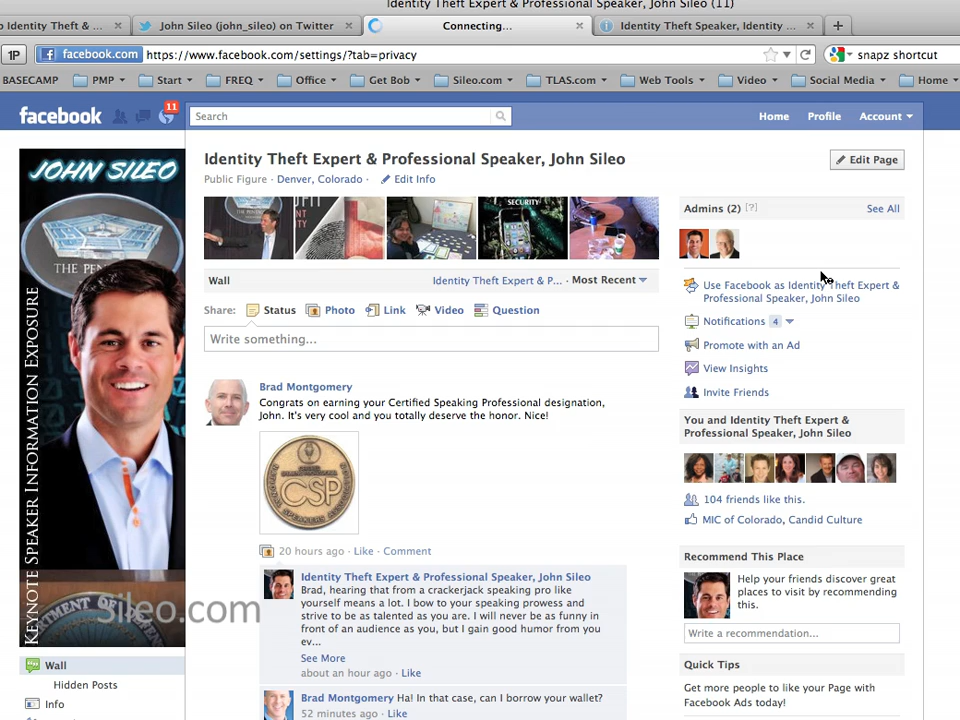 Identity Theft Expert & Professional Speaker, John Sileo (11)
Identity Theft & ...
John Sileo (john_sileo) on Twitter
Connecting...
Identity Theft Speaker, Identity ...
1P
facebook.com
https://www.facebook.com/settings/?tab=privacy
snapz shortcut
BASECAMP
PMP
Start
FREQ
Office
Get Bob
Sileo.com
TLAS.com
Web Tools
Video
Social Media
Home
facebook
11
Search
Home
Profile
Account
JOHN SILEO
THE PEN
KEYNOTE SPEAKER INFORMATION EXPOSURE
Sileo.com
Wall
Hidden Posts
Info
Identity Theft Expert & Professional Speaker, John Sileo
Public Figure · Denver, Colorado · Edit Info
Edit Page
SECURITY
Wall
Identity Theft Expert & P... · Most Recent
Share:
Status
Photo
Link
Video
Question
Write something...
Brad Montgomery
Congrats on earning your Certified Speaking Professional designation,
John. It's very cool and you totally deserve the honor. Nice!
CSP
20 hours ago · Like · Comment
Identity Theft Expert & Professional Speaker, John Sileo
Brad, hearing that from a crackerjack speaking pro like
yourself means a lot. I bow to your speaking prowess and
strive to be as talented as you are. I will never be as funny in
front of an audience as you, but I gain good humor from you
ev...
See More
about an hour ago · Like
Brad Montgomery Ha! In that case, can I borrow your wallet?
52 minutes ago · Like
Admins (2) [?]
See All
Use Facebook as Identity Theft Expert &
Professional Speaker, John Sileo
Notifications 4
Promote with an Ad
View Insights
Invite Friends
You and Identity Theft Expert &
Professional Speaker, John Sileo
104 friends like this.
MIC of Colorado, Candid Culture
Recommend This Place
Help your friends discover great
places to visit by recommending
this.
Write a recommendation...
Quick Tips
Get more people to like your Page with
Facebook Ads today!